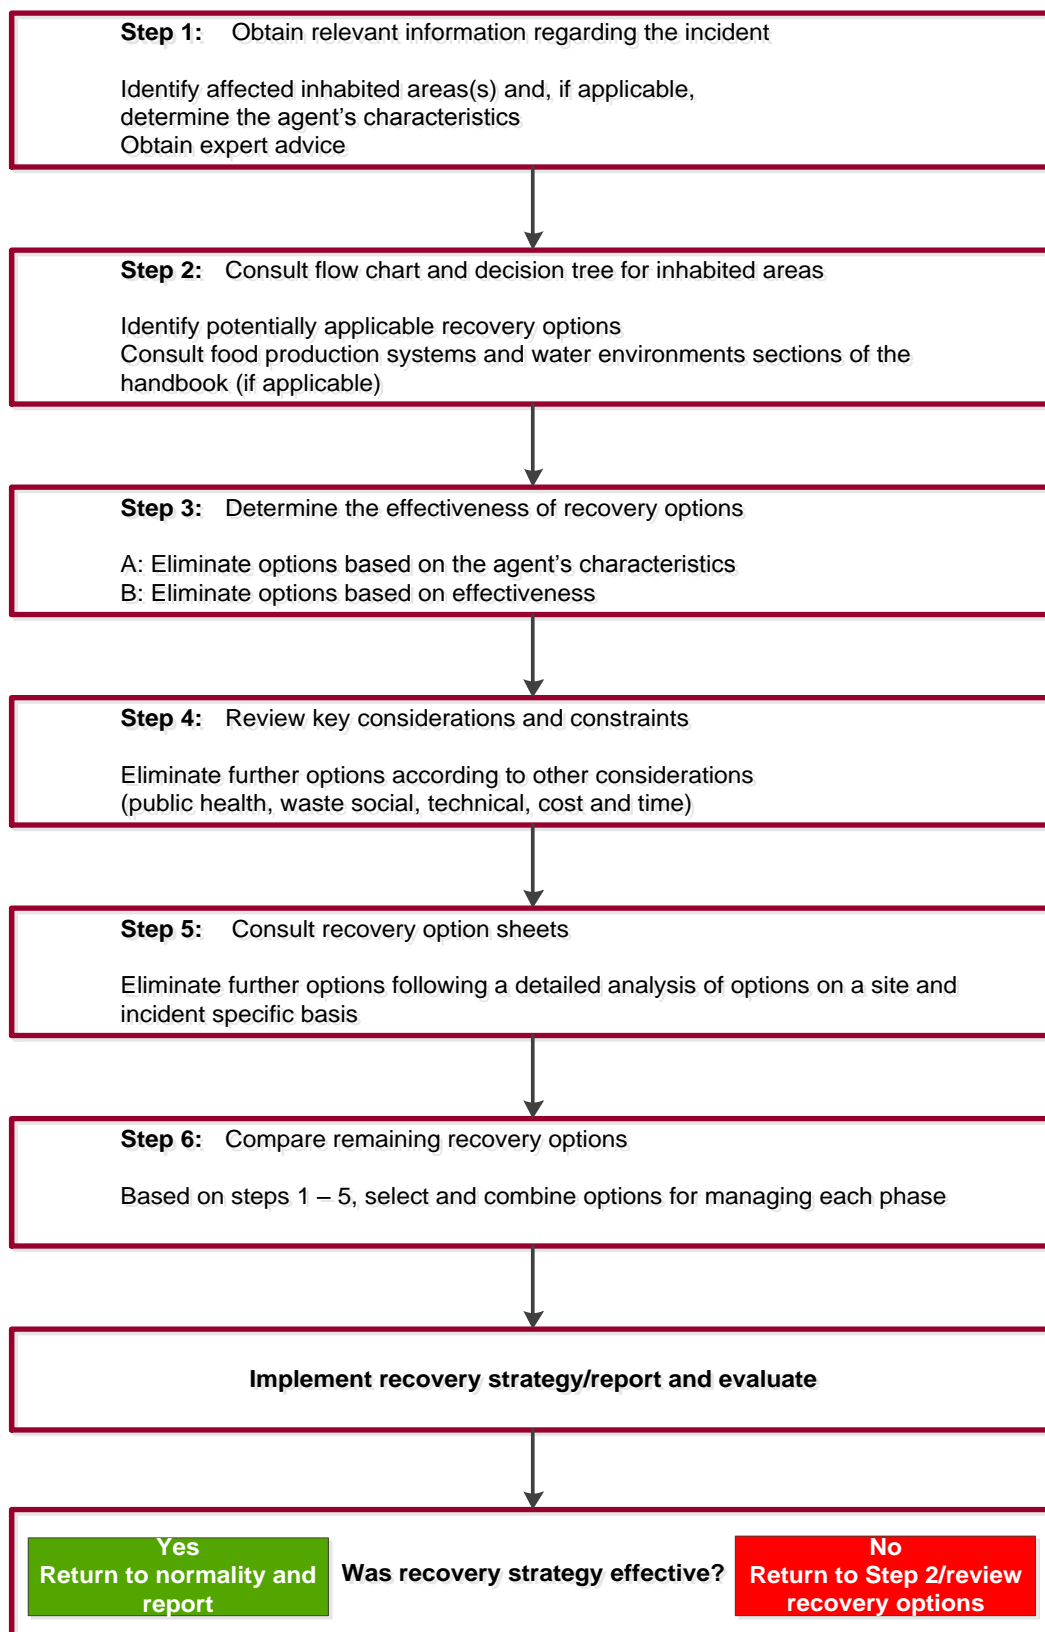 Step 1: Obtain relevant information regarding the incident
Identify affected inhabited areas(s) and, if applicable,
determine the agent's characteristics
Obtain expert advice
Step 2: Consult flow chart and decision tree for inhabited areas
Identify potentially applicable recovery options
Consult food production systems and water environments sections of the
handbook (if applicable)
Step 3: Determine the effectiveness of recovery options
A: Eliminate options based on the agent's characteristics
B: Eliminate options based on effectiveness
Step 4: Review key considerations and constraints
Eliminate further options according to other considerations
(public health, waste social, technical, cost and time)
Step 5: Consult recovery option sheets
Eliminate further options following a detailed analysis of options on a site and
incident specific basis
Step 6: Compare remaining recovery options
Based on steps 1 – 5, select and combine options for managing each phase
Implement recovery strategy/report and evaluate
Yes
Return to normality and
report
Was recovery strategy effective?
No
Return to Step 2/review
recovery options